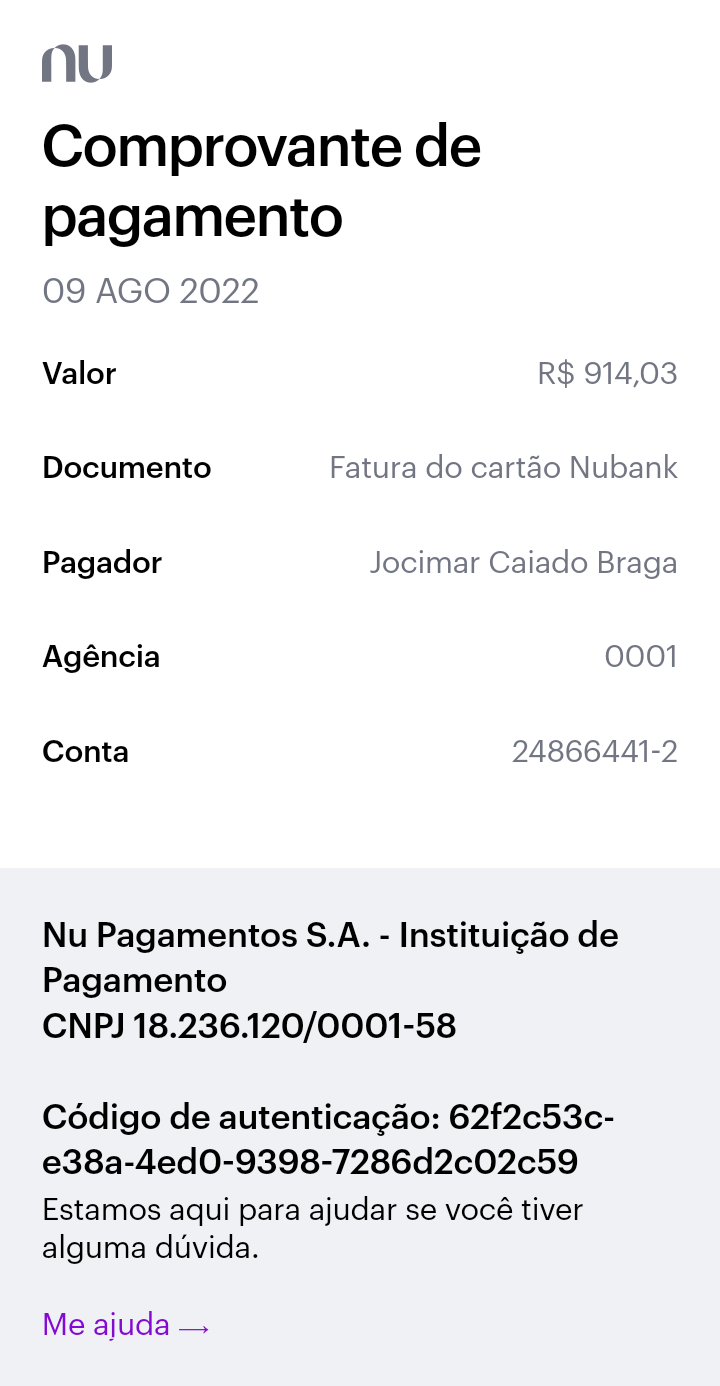 nu
Comprovante de
pagamento
09 AGO 2022
Valor R$ 914,03
Documento Fatura do cartão Nubank
Pagador Jocimar Caiado Braga
Agência 0001
Conta 24866441-2
Nu Pagamentos S.A. - Instituição de
Pagamento
CNPJ 18.236.120/0001-58
Código de autenticação: 62f2c53c-
e38a-4ed0-9398-7286d2c02c59
Estamos aqui para ajudar se você tiver
alguma dúvida.
Me ajuda →